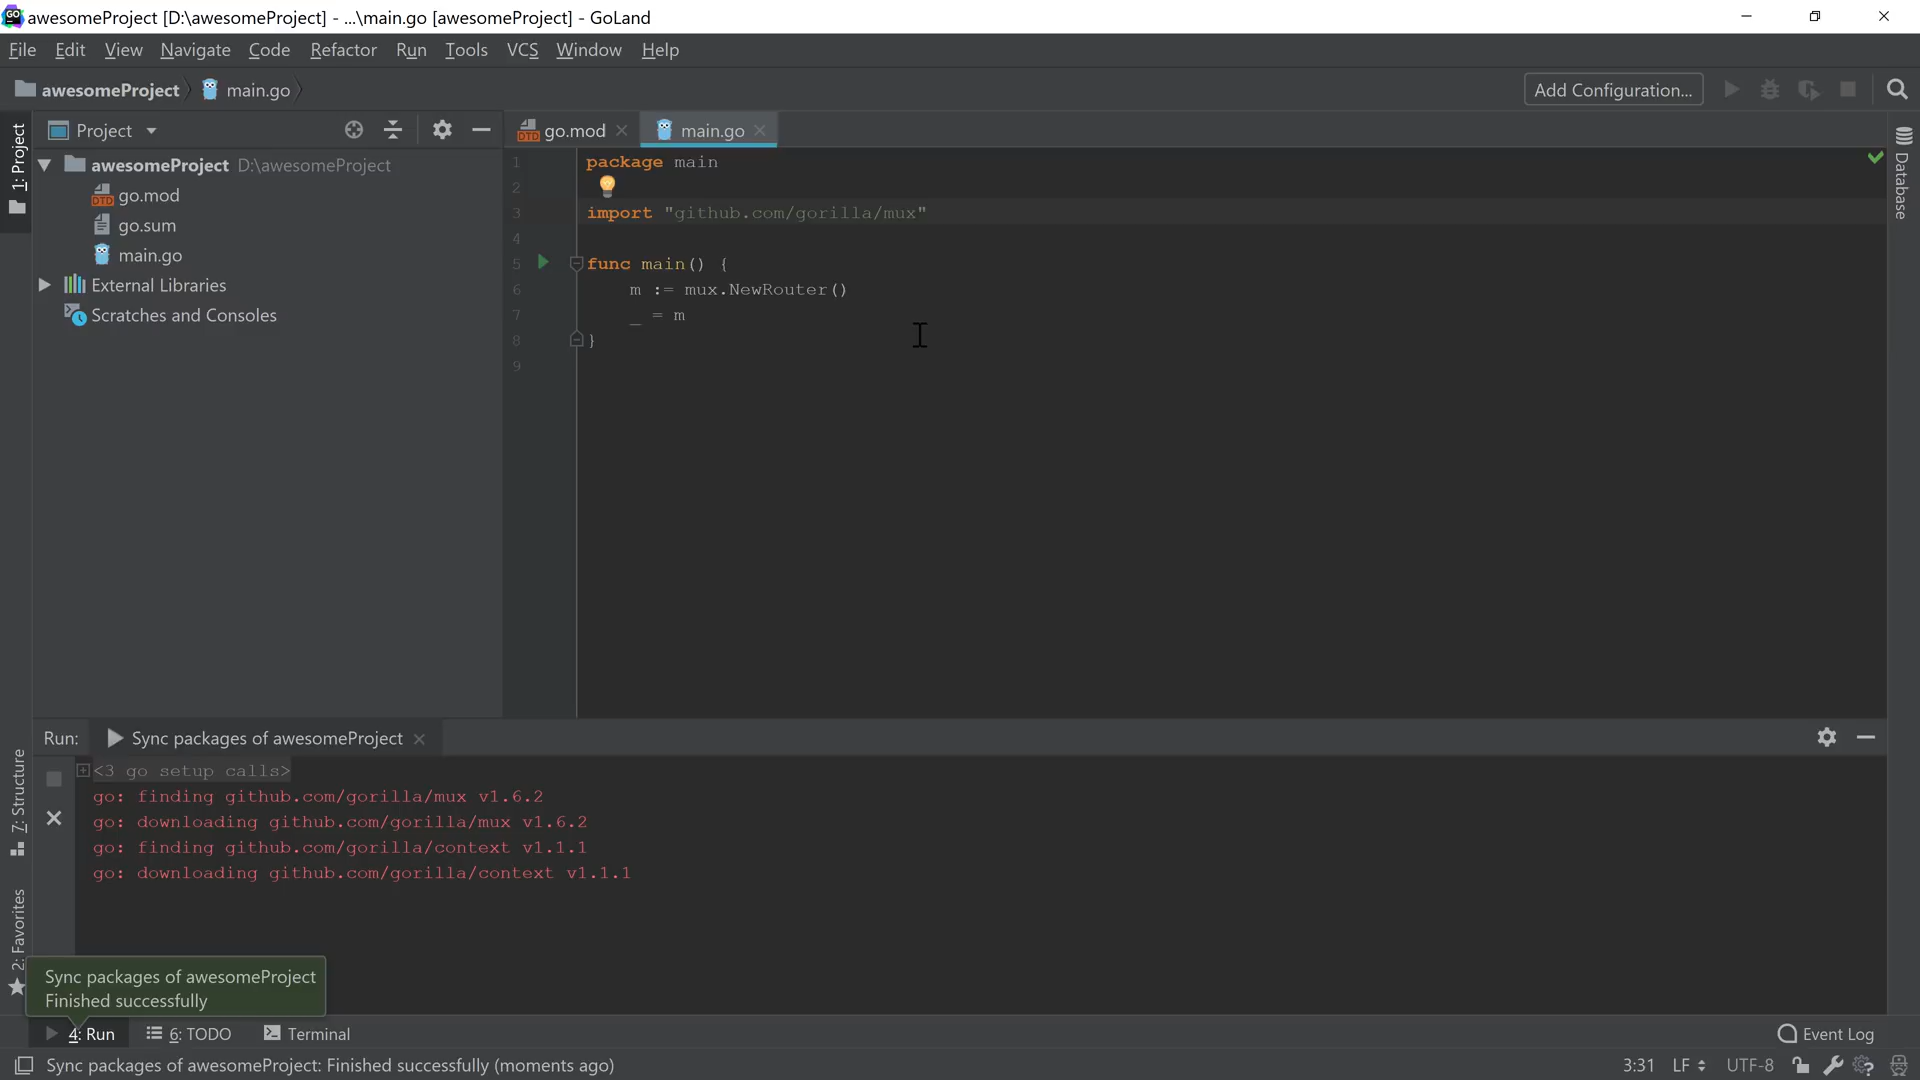 awesomeProject [D:\awesomeProject] - ...\main.go [awesomeProject] - GoLand
File Edit View Navigate Code Refactor Run Tools VCS Window Help
awesomeProject main.go Add Configuration...
1: Project
Project
go.mod main.go
Database
awesomeProject D:\awesomeProject
go.mod
go.sum
main.go
External Libraries
Scratches and Consoles
1 package main
2
3 import "github.com/gorilla/mux"
4
5 func main() {
6 m := mux.NewRouter()
7 _ = m
8 }
9
7: Structure
2: Favorites
Run: Sync packages of awesomeProject
<3 go setup calls>
go: finding github.com/gorilla/mux v1.6.2
go: downloading github.com/gorilla/mux v1.6.2
go: finding github.com/gorilla/context v1.1.1
go: downloading github.com/gorilla/context v1.1.1
Sync packages of awesomeProject
Finished successfully
4: Run 6: TODO Terminal Event Log
Sync packages of awesomeProject: Finished successfully (moments ago) 3:31 LF UTF-8